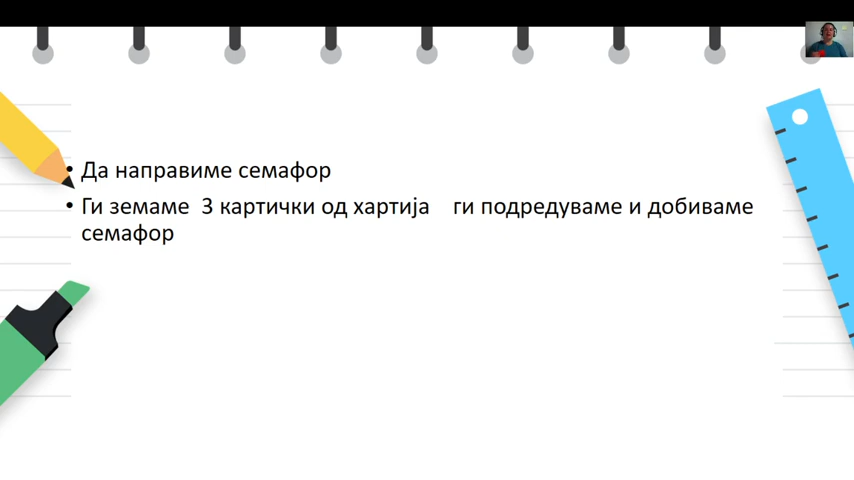 • Да направиме семафор
• Ги земаме 3 картички од хартија ги подредуваме и добиваме
семафор